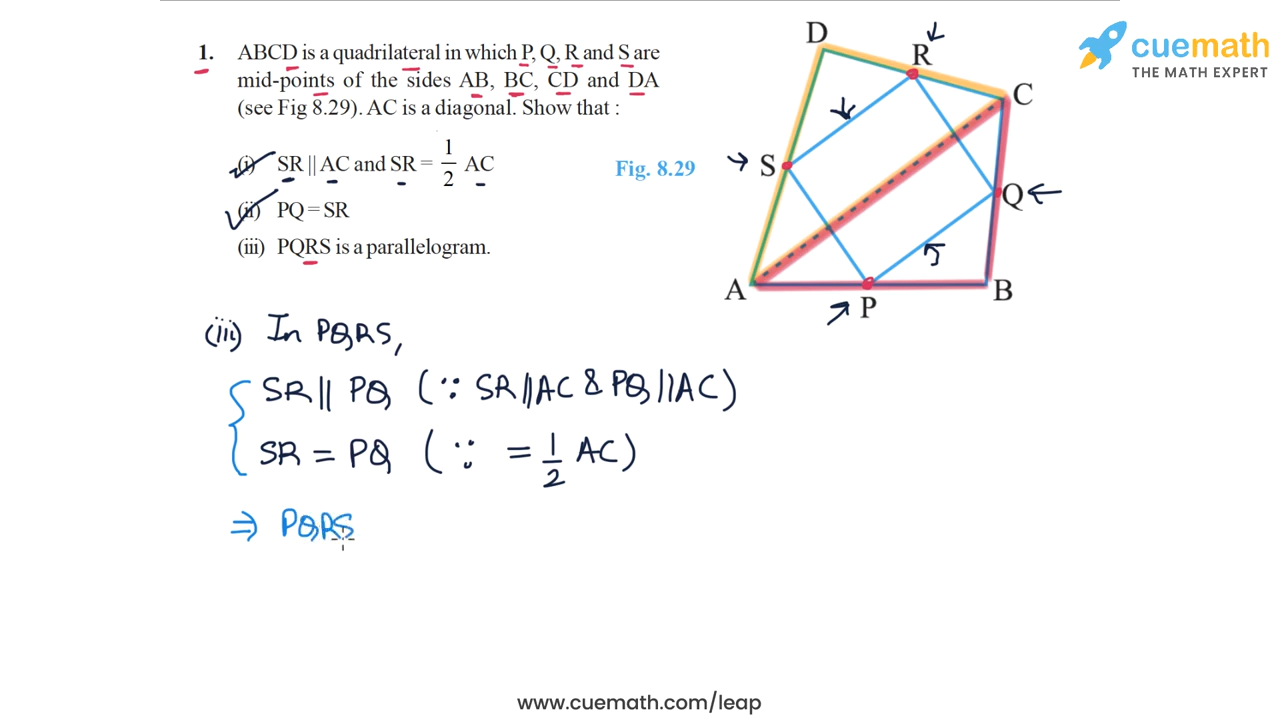 1. ABCD is a quadrilateral in which P, Q, R and S are
mid-points of the sides AB, BC, CD and DA
(see Fig 8.29). AC is a diagonal. Show that :
(i) SR || AC and SR = 1/2 AC
(ii) PQ = SR
(iii) PQRS is a parallelogram.
Fig. 8.29
D
R
C
S
Q
A
P
B
cuemath
THE MATH EXPERT
(iii) In PQRS,
SR || PQ (∵ SR || AC & PQ || AC)
SR = PQ (∵ = 1/2 AC)
⇒ PQRS
www.cuemath.com/leap